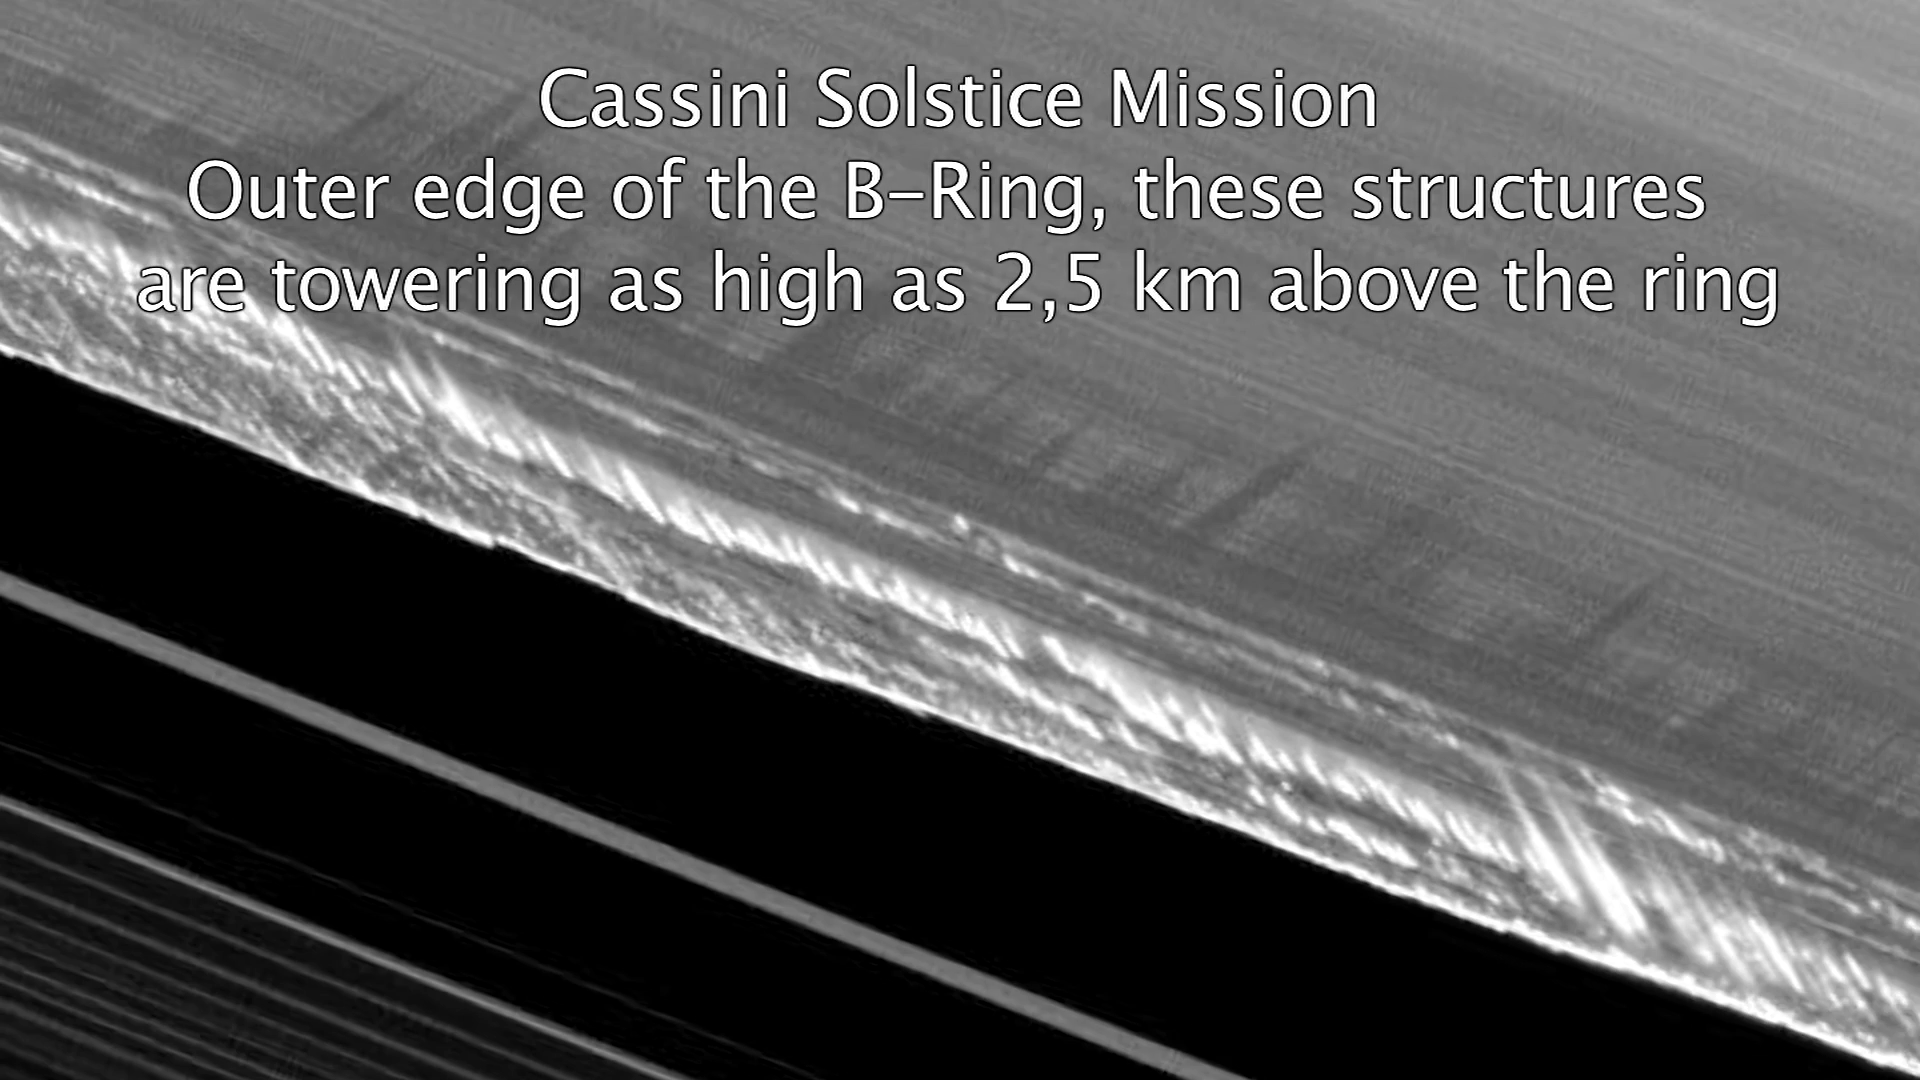 Cassini Solstice Mission
Outer edge of the B–Ring, these structures
are towering as high as 2,5 km above the ring